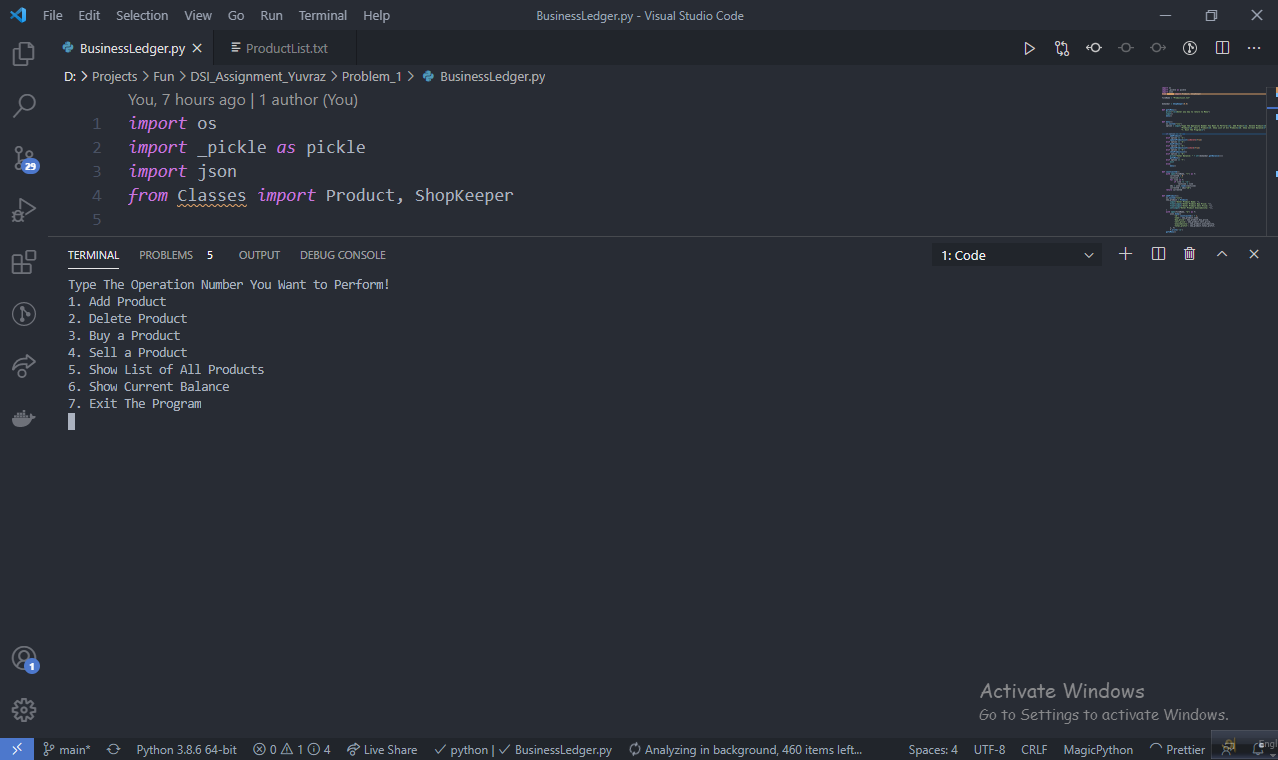 File Edit Selection View Go Run Terminal Help BusinessLedger.py - Visual Studio Code
BusinessLedger.py ProductList.txt
D: > Projects > Fun > DSI_Assignment_Yuvraz > Problem_1 > BusinessLedger.py
You, 7 hours ago | 1 author (You)
1 import os
2 import _pickle as pickle
3 import json
4 from Classes import Product, ShopKeeper
5
29
TERMINAL PROBLEMS 5 OUTPUT DEBUG CONSOLE 1: Code
Type The Operation Number You Want to Perform!
1. Add Product
2. Delete Product
3. Buy a Product
4. Sell a Product
5. Show List of All Products
6. Show Current Balance
7. Exit The Program
1
Activate Windows
Go to Settings to activate Windows.
main* Python 3.8.6 64-bit 0 1 4 Live Share python | BusinessLedger.py Analyzing in background, 460 items left... Spaces: 4 UTF-8 CRLF MagicPython Prettier Engl